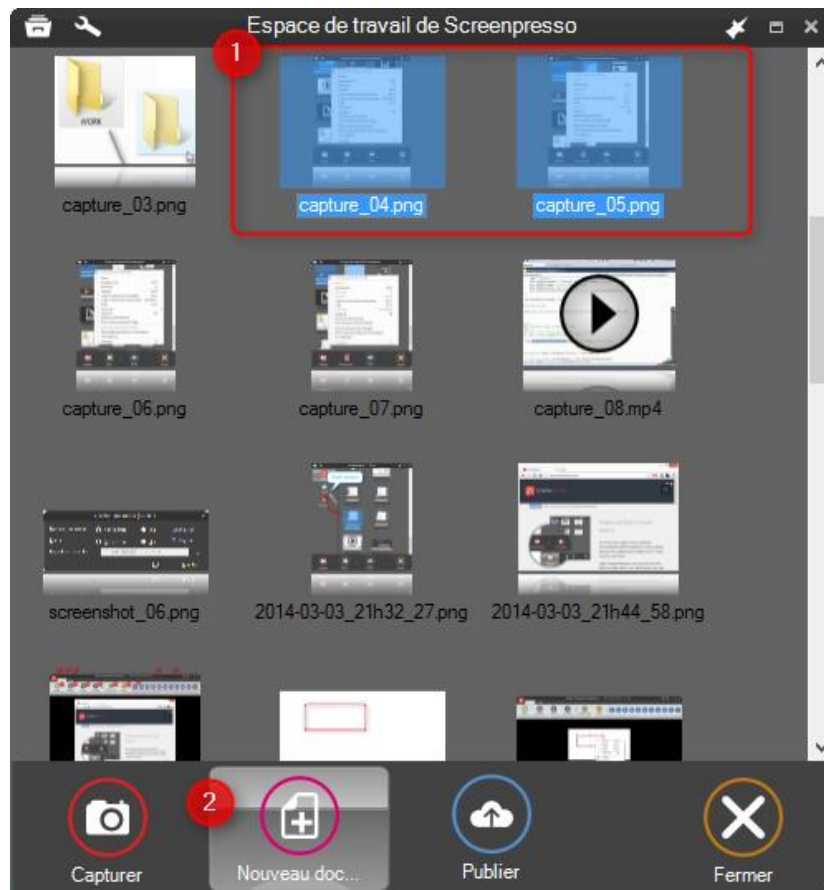 Espace de travail de Screenpresso
1
WORK
capture_03.png
capture_04.png
capture_05.png
capture_06.png
capture_07.png
capture_08.mp4
screenshot_06.png
2014-03-03_21h32_27.png
2014-03-03_21h44_58.png
2
Capturer
Nouveau doc...
Publier
Fermer